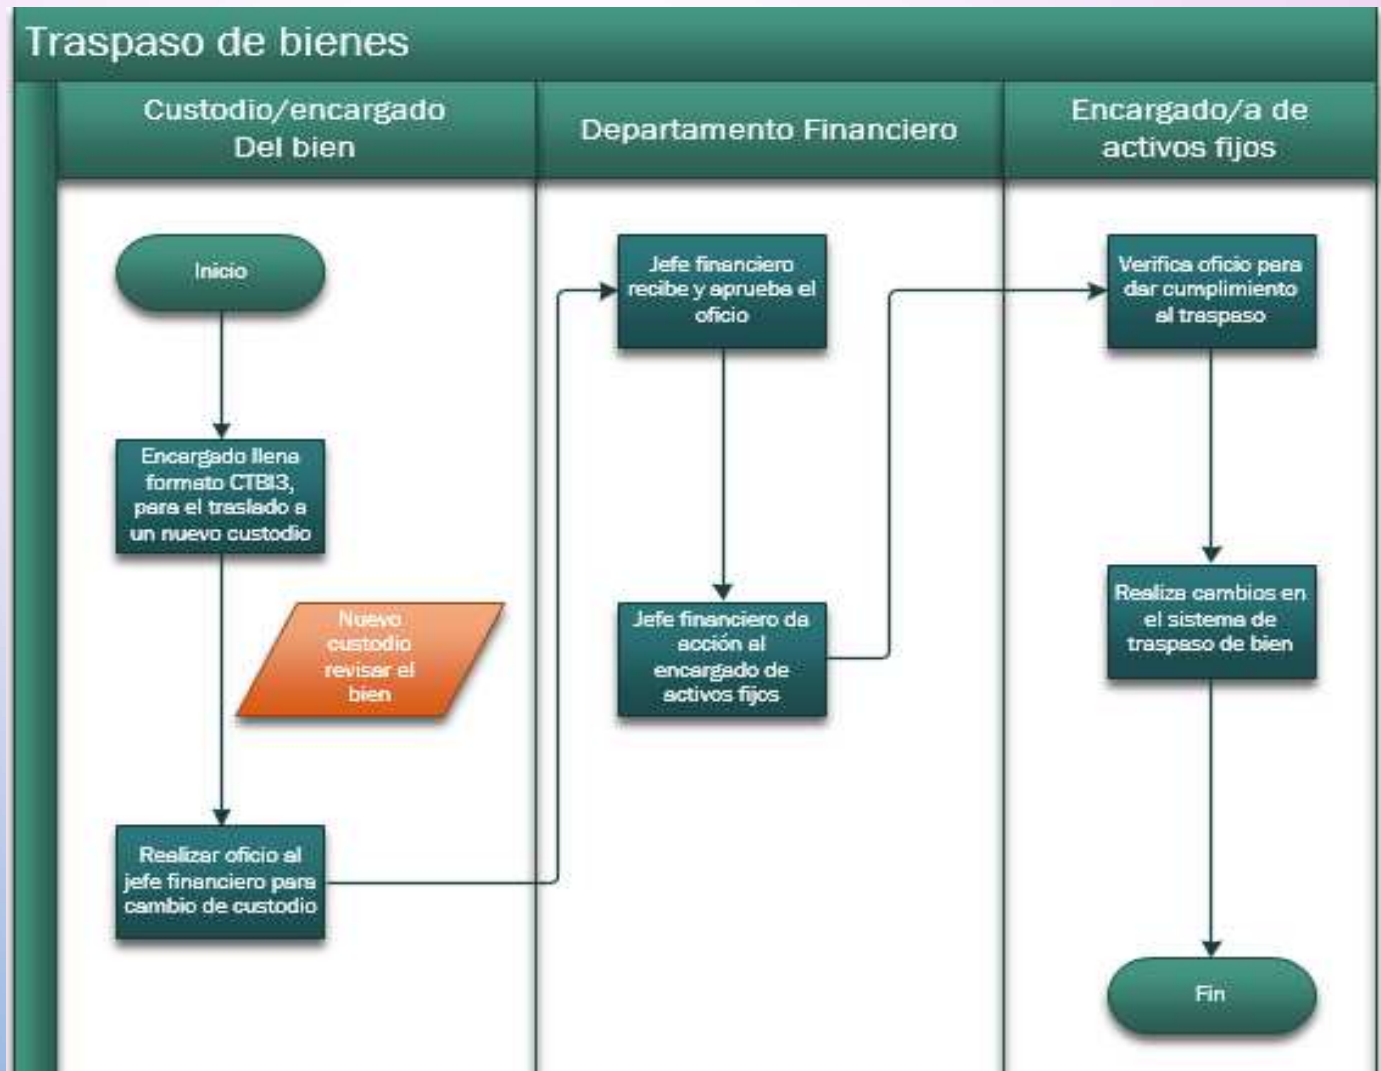 Traspaso de bienes
Custodio/encargado
Del bien
Departamento Financiero
Encargado/a de
activos fijos
Inicio
Encargado llena
formato CTBI3,
para el traslado a
un nuevo custodio
Nuevo
custodio
revisar el
bien
Realizar oficio al
jefe financiero para
cambio de custodio
Jefe financiero
recibe y aprueba el
oficio
Jefe financiero da
acción al
encargado de
activos fijos
Verifica oficio para
dar cumplimiento
al traspaso
Realiza cambios en
el sistema de
traspaso de bien
Fin